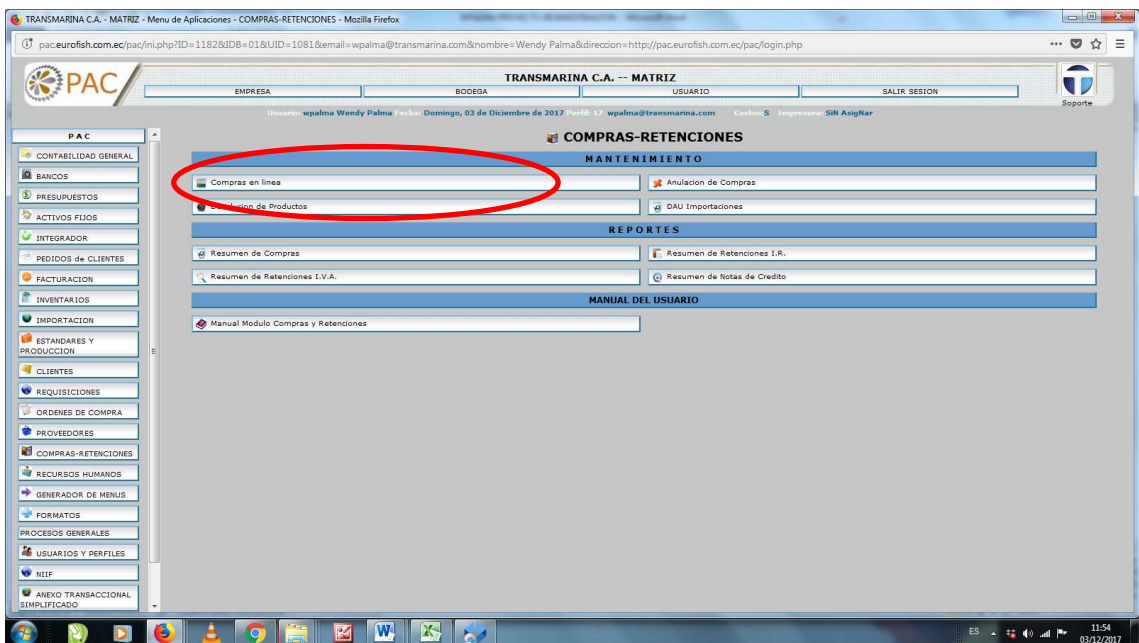 TRANSMARINA C.A. - MATRIZ - Menu de Aplicaciones - COMPRAS-RETENCIONES - Mozilla Firefox
pac.eurofish.com.ec/pac/ini.php?ID=1182&IDB=01&UID=1081&email=wpalma@transmarina.com&nombre=Wendy Palma&direccion=http://pac.eurofish.com.ec/pac/login.php
PAC
TRANSMARINA C.A. -- MATRIZ
EMPRESA BODEGA USUARIO SALIR SESION
Soporte
Usuario: wpalma Wendy Palma Fecha: Domingo, 03 de Diciembre de 2017 Perfil: 17 wpalma@transmarina.com Costos: S Impresora: SiN AsigNar
P A C
COMPRAS-RETENCIONES
M A N T E N I M I E N T O
Compras en linea
Anulacion de Compras
de Productos
DAU Importaciones
R E P O R T E S
Resumen de Compras
Resumen de Retenciones I.R.
Resumen de Retenciones I.V.A.
Resumen de Notas de Credito
MANUAL DEL USUARIO
Manual Modulo Compras y Retenciones
CONTABILIDAD GENERAL
BANCOS
PRESUPUESTOS
ACTIVOS FIJOS
INTEGRADOR
PEDIDOS de CLIENTES
FACTURACION
INVENTARIOS
IMPORTACION
ESTANDARES Y
PRODUCCION
CLIENTES
REQUISICIONES
ORDENES DE COMPRA
PROVEEDORES
COMPRAS-RETENCIONES
RECURSOS HUMANOS
GENERADOR DE MENUS
FORMATOS
PROCESOS GENERALES
USUARIOS Y PERFILES
NIIF
ANEXO TRANSACCIONAL
SIMPLIFICADO
ES
11:54
03/12/2017